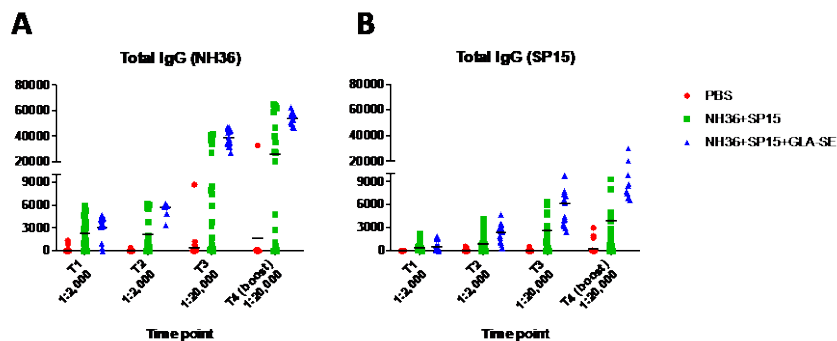 A
Total IgG (NH36)
80000
60000
40000
20000
9000
6000
3000
0
T1
1:2,000
T2
1:2,000
T3
1:20,000
T4 (boost)
1:20,000
Time point
B
Total IgG (SP15)
80000
60000
40000
20000
9000
6000
3000
0
T1
1:2,000
T2
1:2,000
T3
1:20,000
T4 (boost)
1:20,000
Time point
PBS
NH36+SP15
NH36+SP15+GLA-SE